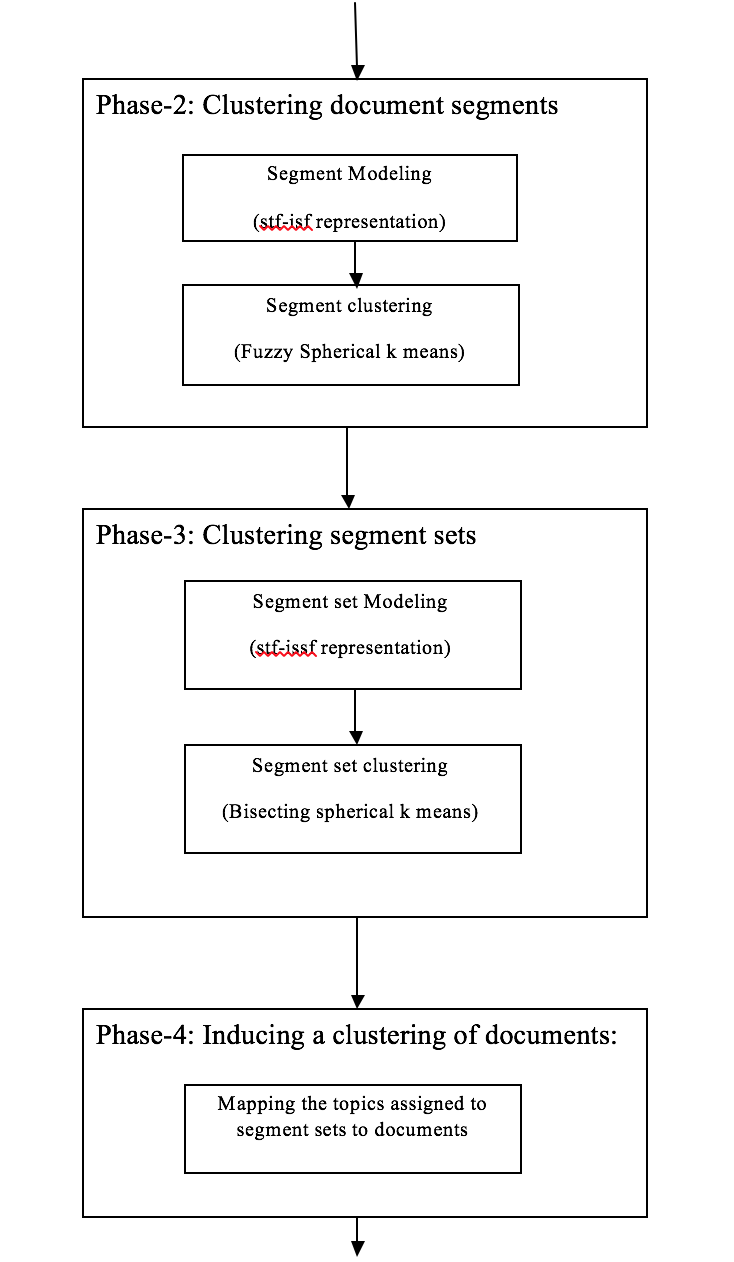 Phase-2: Clustering document segments
Segment Modeling
(stf-isf representation)
Segment clustering
(Fuzzy Spherical k means)
Phase-3: Clustering segment sets
Segment set Modeling
(stf-issf representation)
Segment set clustering
(Bisecting spherical k means)
Phase-4: Inducing a clustering of documents:
Mapping the topics assigned to
segment sets to documents